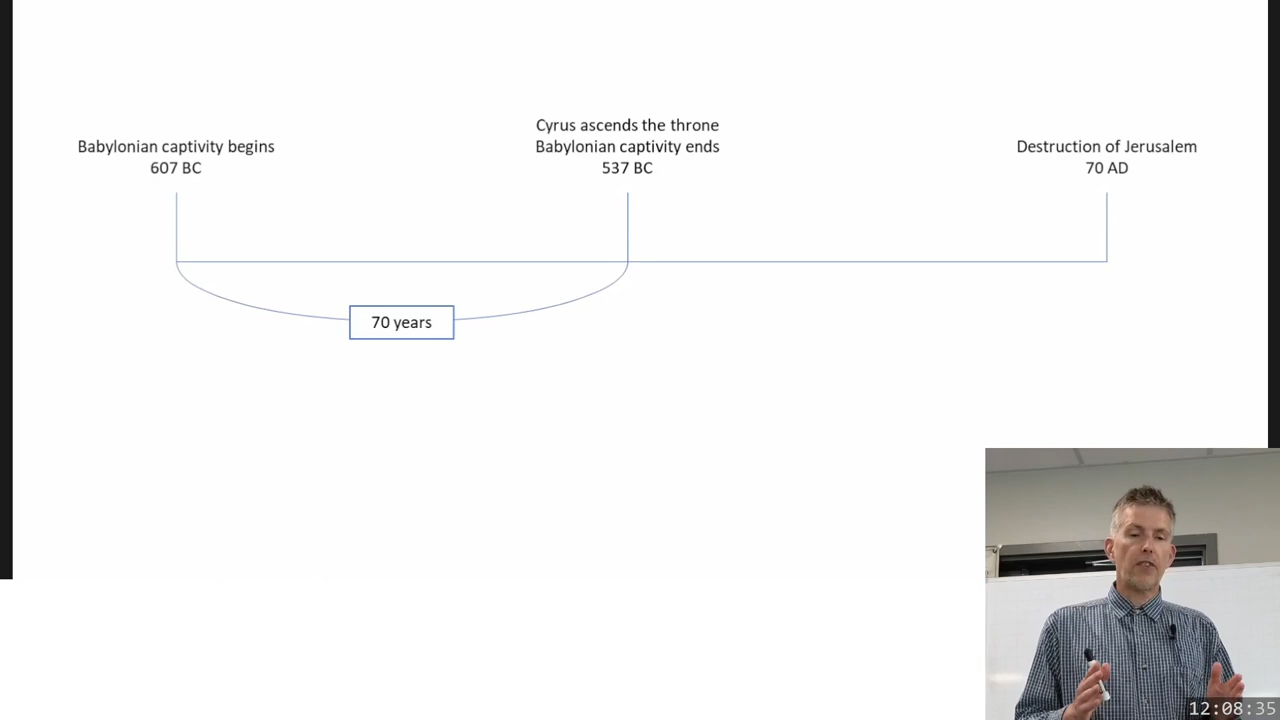 Babylonian captivity begins
607 BC
Cyrus ascends the throne
Babylonian captivity ends
537 BC
Destruction of Jerusalem
70 AD
70 years
12:08:35